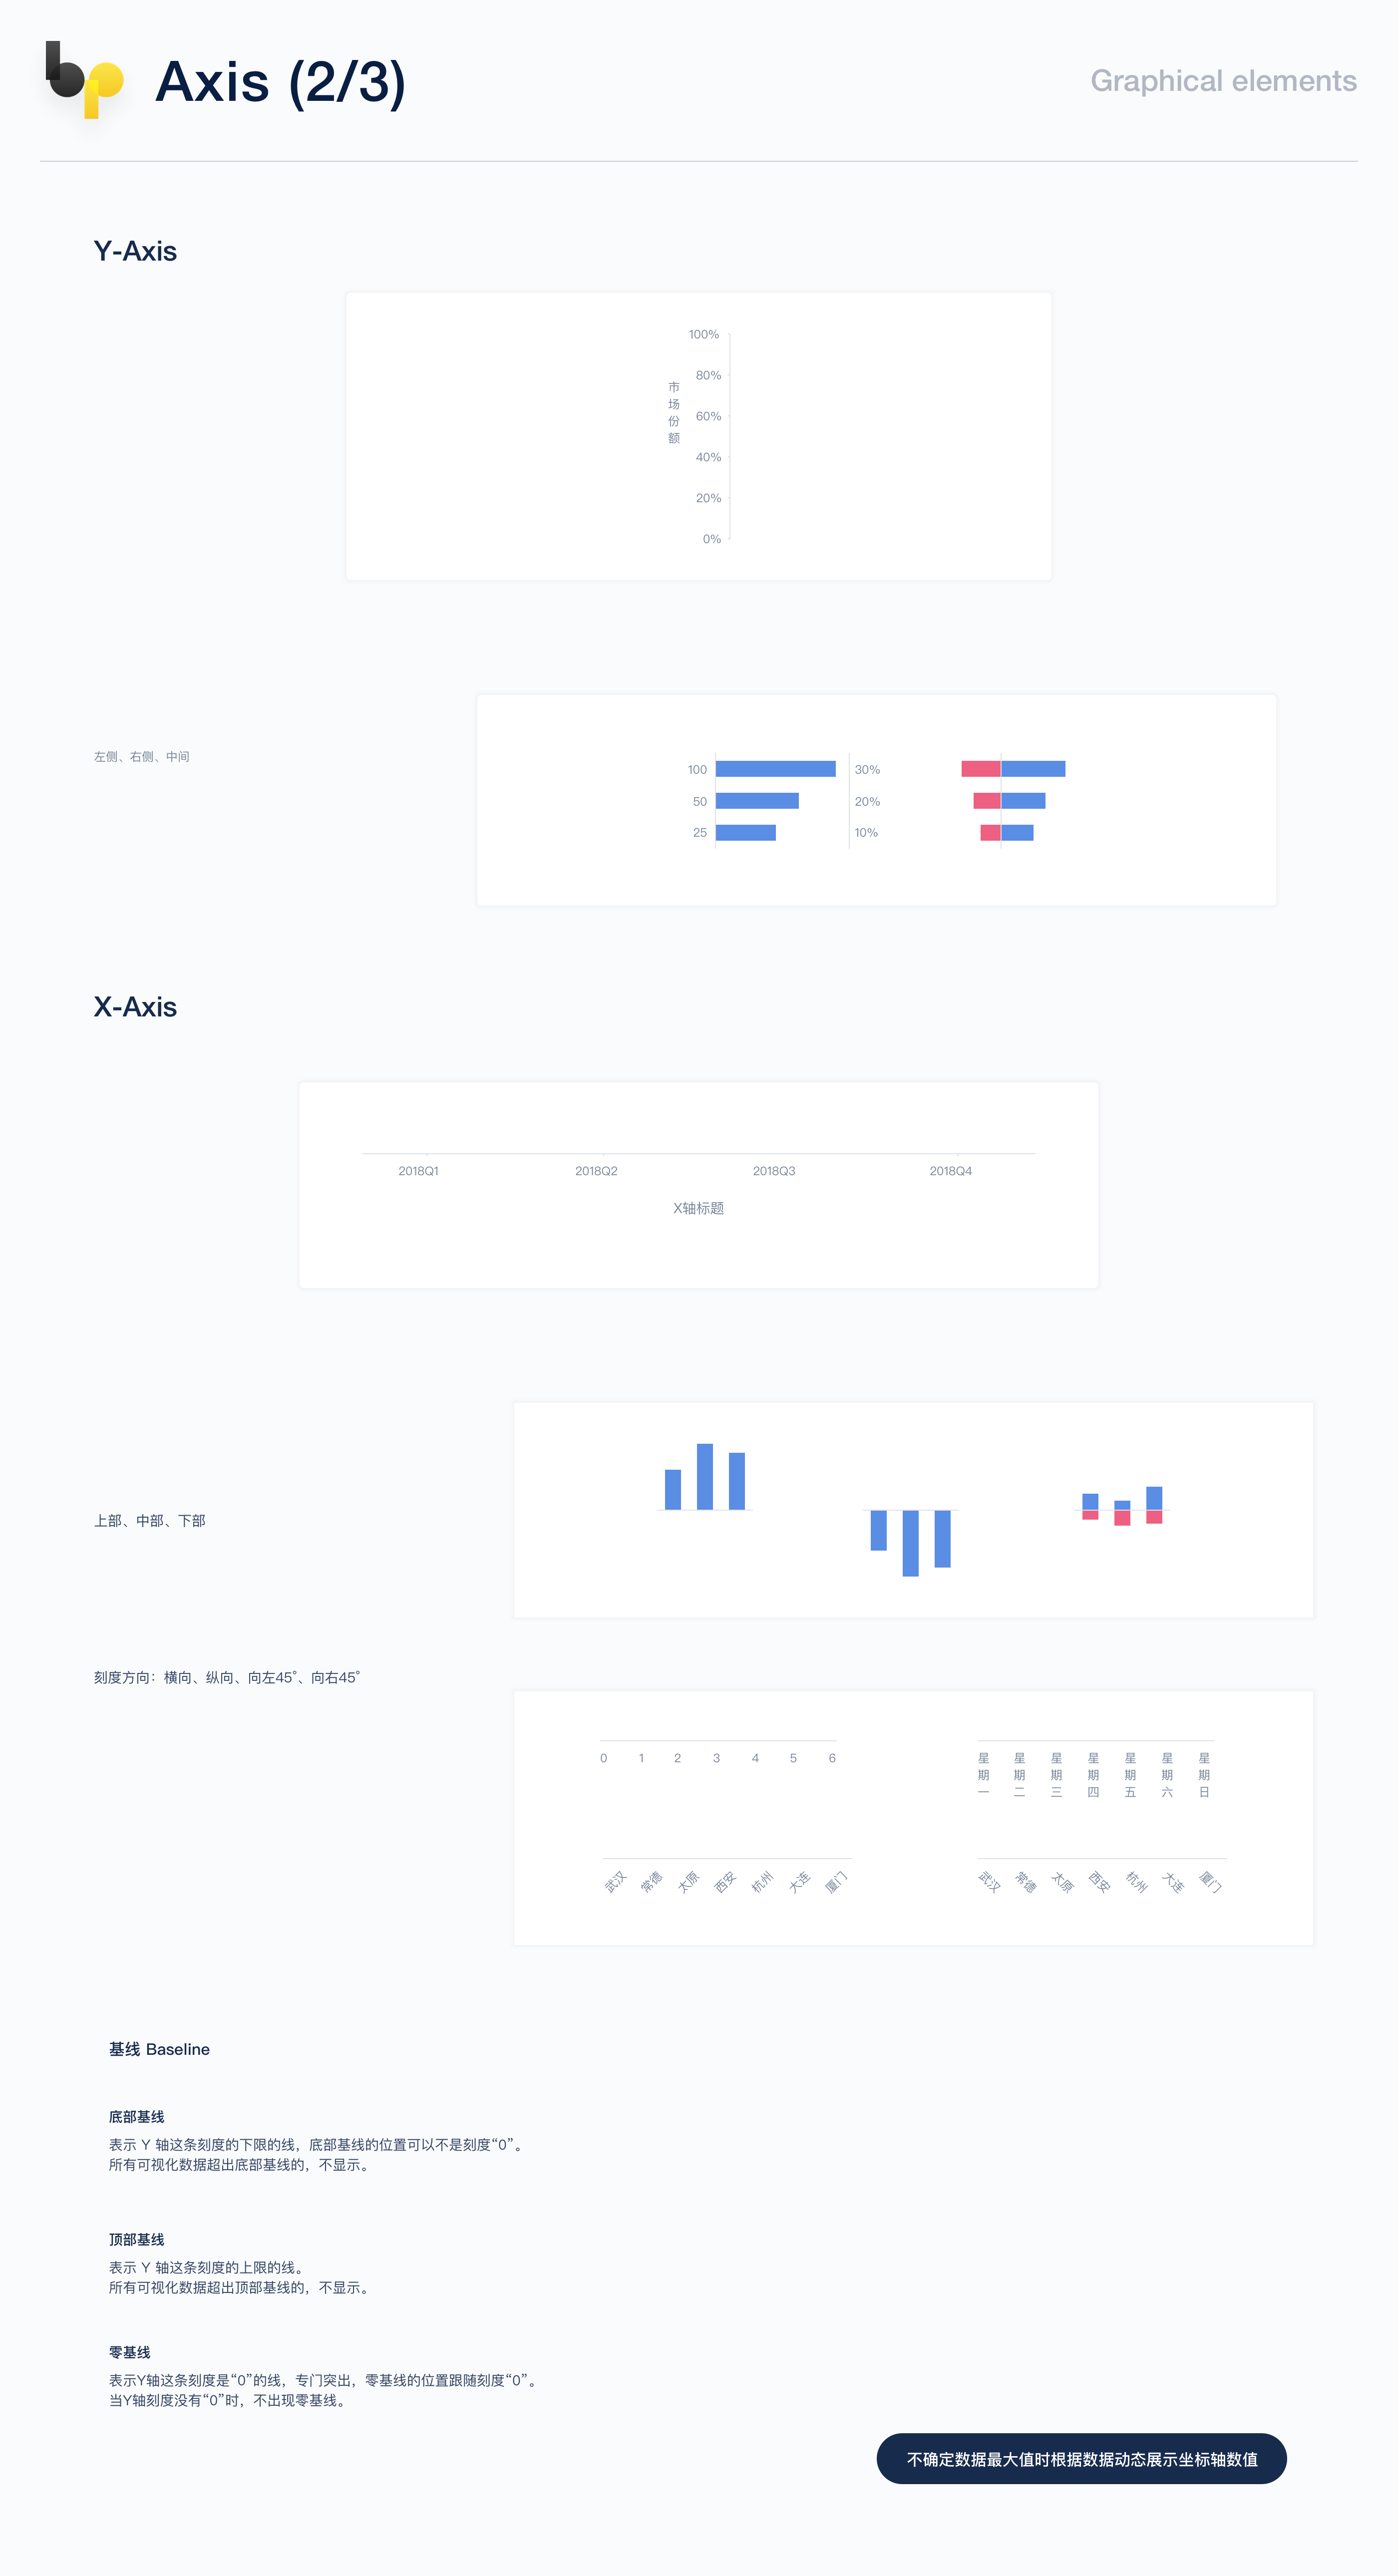 bp
Axis (2/3)
Graphical elements
Y-Axis
100%
80%
60%
40%
20%
0%
市场份额
左侧、右侧、中间
100
50
25
30%
20%
10%
X-Axis
2018Q1 2018Q2 2018Q3 2018Q4
X轴标题
上部、中部、下部
刻度方向：横向、纵向、向左45°、向右45°
0 1 2 3 4 5 6
星期一 星期二 星期三 星期四 星期五 星期六 星期日
武汉 常德 太原 西安 杭州 大连 厦门
武汉 常德 太原 西安 杭州 大连 厦门
基线 Baseline
底部基线
表示 Y 轴这条刻度的下限的线，底部基线的位置可以不是刻度“0”。
所有可视化数据超出底部基线的，不显示。
顶部基线
表示 Y 轴这条刻度的上限的线。
所有可视化数据超出顶部基线的，不显示。
零基线
表示Y轴这条刻度是“0”的线，专门突出，零基线的位置跟随刻度“0”。
当Y轴刻度没有“0”时，不出现零基线。
不确定数据最大值时根据数据动态展示坐标轴数值